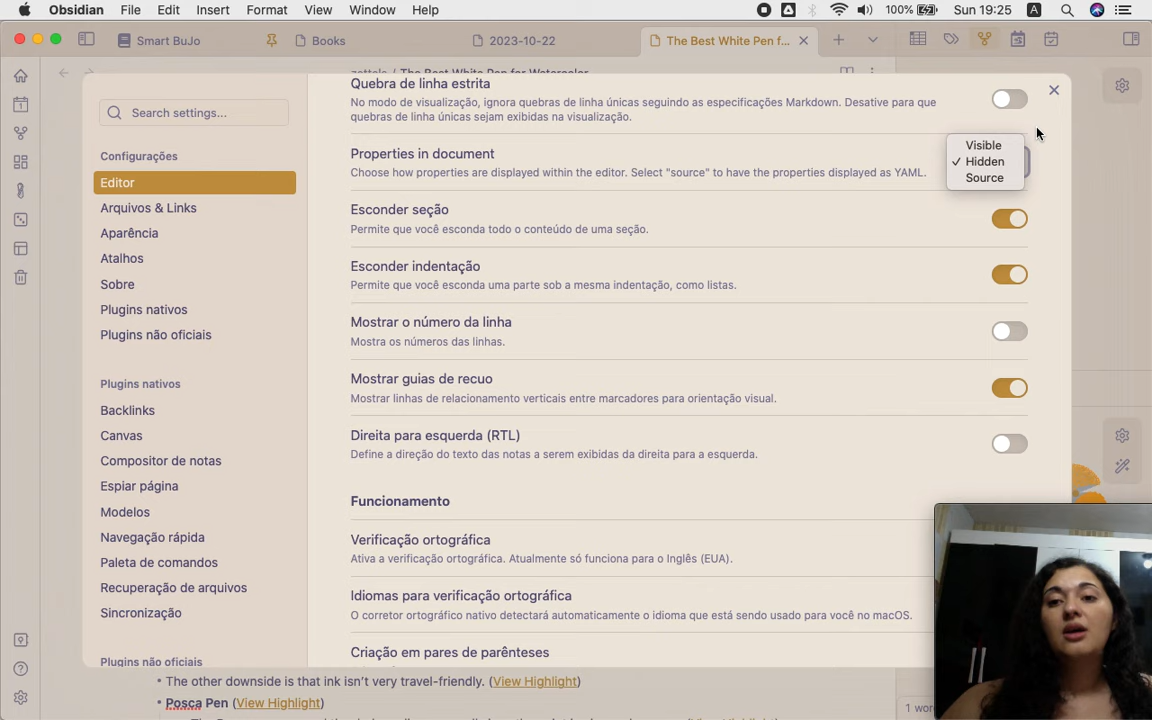 Obsidian File Edit Insert Format View Window Help 100% Sun 19:25 A
Smart BuJo Books 2023-10-22 The Best White Pen f...
zettels / The Best White Pen for Watercolor
Search settings...
Configurações
Editor
Arquivos & Links
Aparência
Atalhos
Sobre
Plugins nativos
Plugins não oficiais
Plugins nativos
Backlinks
Canvas
Compositor de notas
Espiar página
Modelos
Navegação rápida
Paleta de comandos
Recuperação de arquivos
Sincronização
Plugins não oficiais
Quebra de linha estrita
No modo de visualização, ignora quebras de linha únicas seguindo as especificações Markdown. Desative para que
quebras de linha únicas sejam exibidas na visualização.
Properties in document
Choose how properties are displayed within the editor. Select "source" to have the properties displayed as YAML.
Visible
✓ Hidden
Source
Esconder seção
Permite que você esconda todo o conteúdo de uma seção.
Esconder indentação
Permite que você esconda uma parte sob a mesma indentação, como listas.
Mostrar o número da linha
Mostra os números das linhas.
Mostrar guias de recuo
Mostrar linhas de relacionamento verticais entre marcadores para orientação visual.
Direita para esquerda (RTL)
Define a direção do texto das notas a serem exibidas da direita para a esquerda.
Funcionamento
Verificação ortográfica
Ativa a verificação ortográfica. Atualmente só funciona para o Inglês (EUA).
Idiomas para verificação ortográfica
O corretor ortográfico nativo detectará automaticamente o idioma que está sendo usado para você no macOS.
Criação em pares de parênteses
• The other downside is that ink isn't very travel-friendly. (View Highlight)
• Posca Pen (View Highlight)
1 word